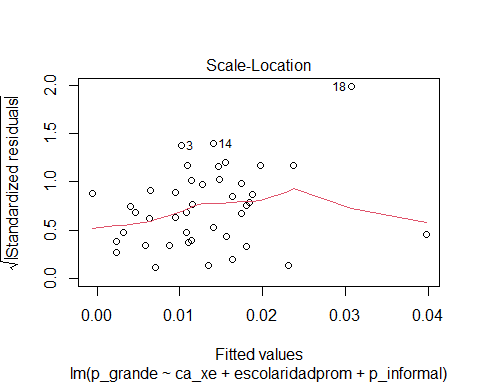 Scale-Location
√|Standardized residuals|
2.0
1.5
1.0
0.5
0.0
18
3
14
0.00 0.01 0.02 0.03 0.04
Fitted values
lm(p_grande ~ ca_xe + escolaridadprom + p_informal)